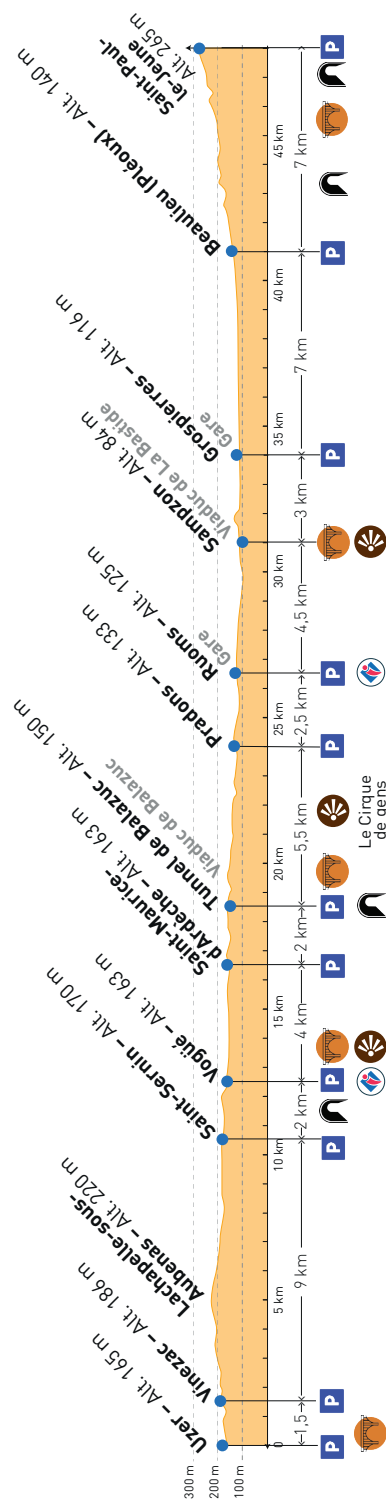 Uzer – Alt. 165 m
Vinezac – Alt. 186 m
Lachapelle-sous-
Aubenas – Alt. 220 m
Saint-Sernin – Alt. 170 m
Vogüé – Alt. 163 m
Saint-Maurice-
d'Ardèche – Alt. 163 m
Tunnel de Balazuc – Alt. 150 m
Viaduc de Balazuc
Pradons – Alt. 133 m
Ruoms – Alt. 125 m
Gare
Sampzon – Alt. 84 m
Viaduc de La Bastide
Grospierres – Alt. 116 m
Gare
Beaulieu (Pléoux) – Alt. 140 m
Saint-Paul-
le-Jeune
Alt. 265 m
300 m
200 m
100 m
0
5 km
10 km
15 km
20 km
25 km
30 km
35 km
40 km
45 km
1,5
9 km
2 km
4 km
2 km
5,5 km
2,5 km
4,5 km
3 km
7 km
7 km
P
P
P
P
P
P
P
P
P
P
P
Le Cirque
de gens